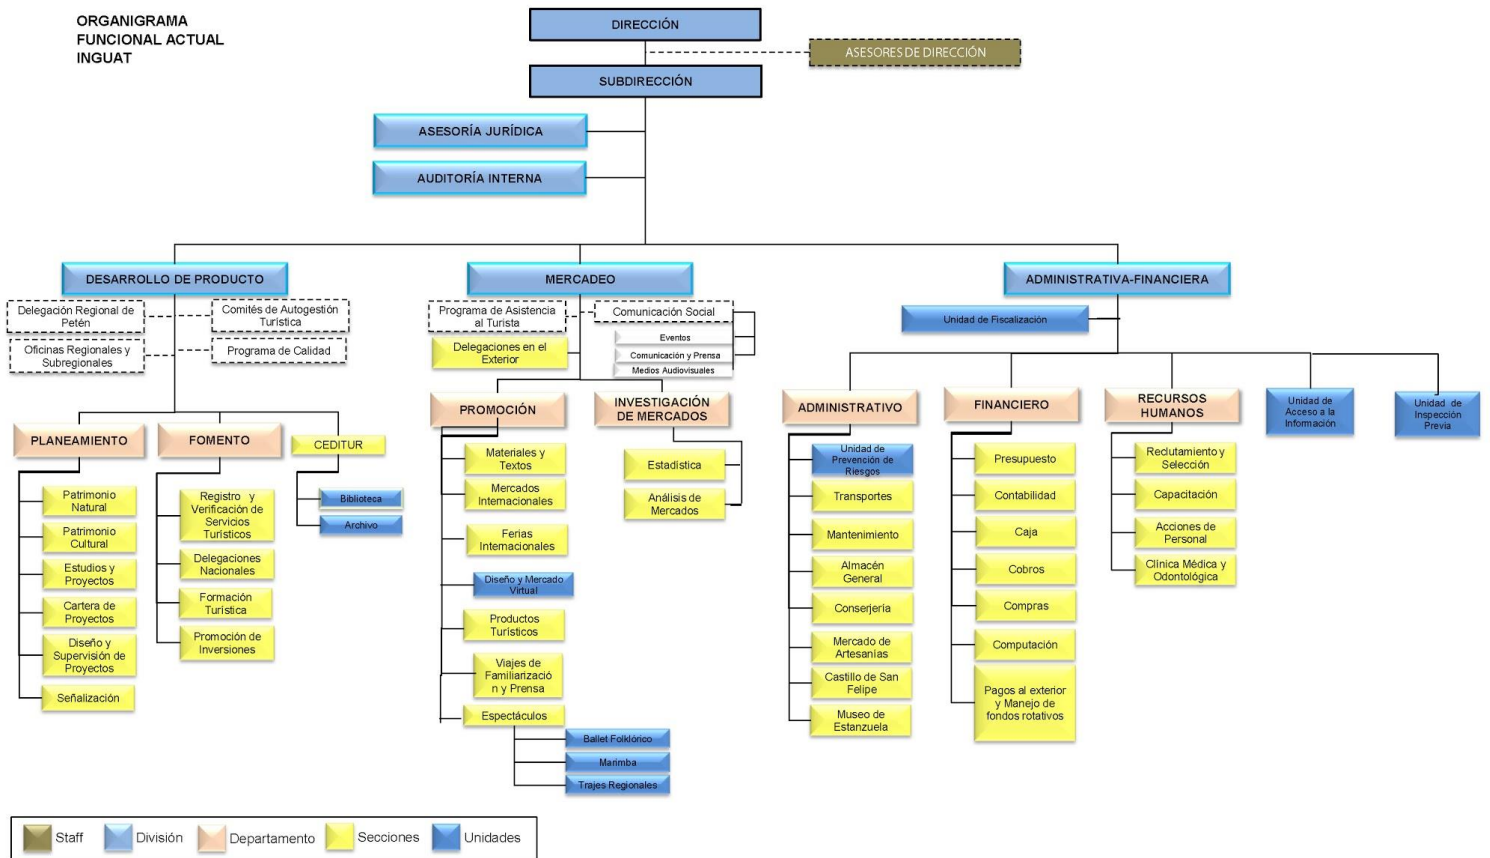 ORGANIGRAMA
FUNCIONAL ACTUAL
INGUAT
DIRECCIÓN
ASESORES DE DIRECCIÓN
SUBDIRECCIÓN
ASESORÍA JURÍDICA
AUDITORÍA INTERNA
DESARROLLO DE PRODUCTO
Delegación Regional de
Petén
Comités de Autogestión
Turística
Oficinas Regionales y
Subregionales
Programa de Calidad
PLANEAMIENTO
Patrimonio
Natural
Patrimonio
Cultural
Estudios y
Proyectos
Cartera de
Proyectos
Diseño y
Supervisión de
Proyectos
Señalización
FOMENTO
Registro y
Verificación de
Servicios
Turísticos
Delegaciones
Nacionales
Formación
Turística
Promoción de
Inversiones
CEDITUR
Biblioteca
Archivo
MERCADEO
Programa de Asistencia
al Turista
Comunicación Social
Eventos
Comunicación y Prensa
Medios Audiovisuales
Delegaciones en el
Exterior
PROMOCIÓN
Materiales y
Textos
Mercados
Internacionales
Ferias
Internacionales
Diseño y Mercado
Virtual
Productos
Turísticos
Viajes de
Familiarizació
n y Prensa
Espectáculos
Ballet Folklórico
Marimba
Trajes Regionales
INVESTIGACIÓN
DE MERCADOS
Estadística
Análisis de
Mercados
ADMINISTRATIVA-FINANCIERA
Unidad de Fiscalización
ADMINISTRATIVO
Unidad de
Prevención de
Riesgos
Transportes
Mantenimiento
Almacén
General
Conserjería
Mercado de
Artesanías
Castillo de San
Felipe
Museo de
Estanzuela
FINANCIERO
Presupuesto
Contabilidad
Caja
Cobros
Compras
Computación
Pagos al exterior
y Manejo de
fondos rotativos
RECURSOS
HUMANOS
Reclutamiento y
Selección
Capacitación
Acciones de
Personal
Clínica Médica y
Odontológica
Unidad de
Acceso a la
Información
Unidad de
Inspección
Previa
Staff
División
Departamento
Secciones
Unidades